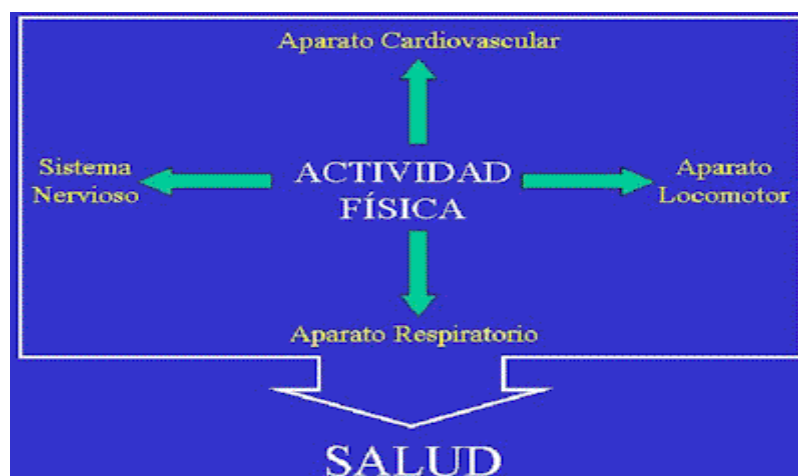 Aparato Cardiovascular
Sistema
Nervioso
ACTIVIDAD
FÍSICA
Aparato
Locomotor
Aparato Respiratorio
SALUD